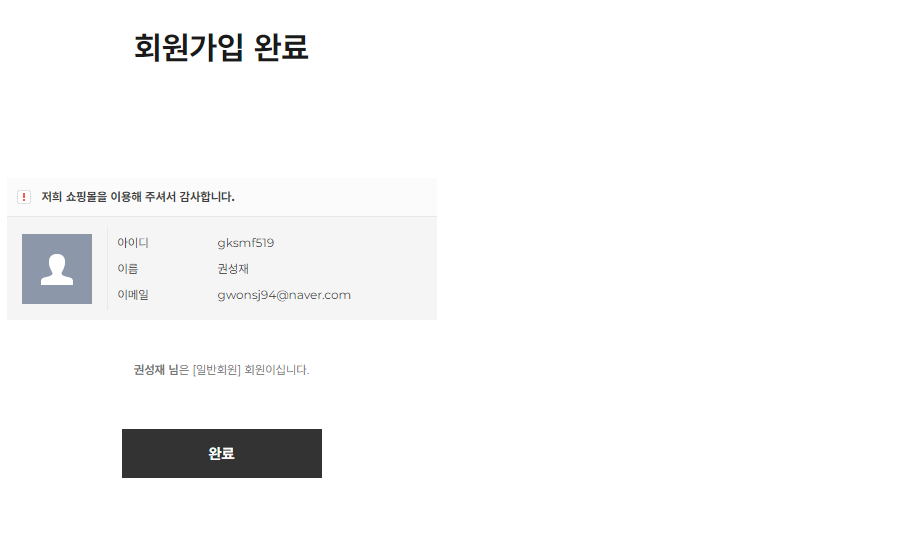 회원가입 완료
저희 쇼핑몰을 이용해 주셔서 감사합니다.
아이디 gksmf519
이름 권성재
이메일 gwonsj94@naver.com
권성재 님은 [일반회원] 회원이십니다.
완료